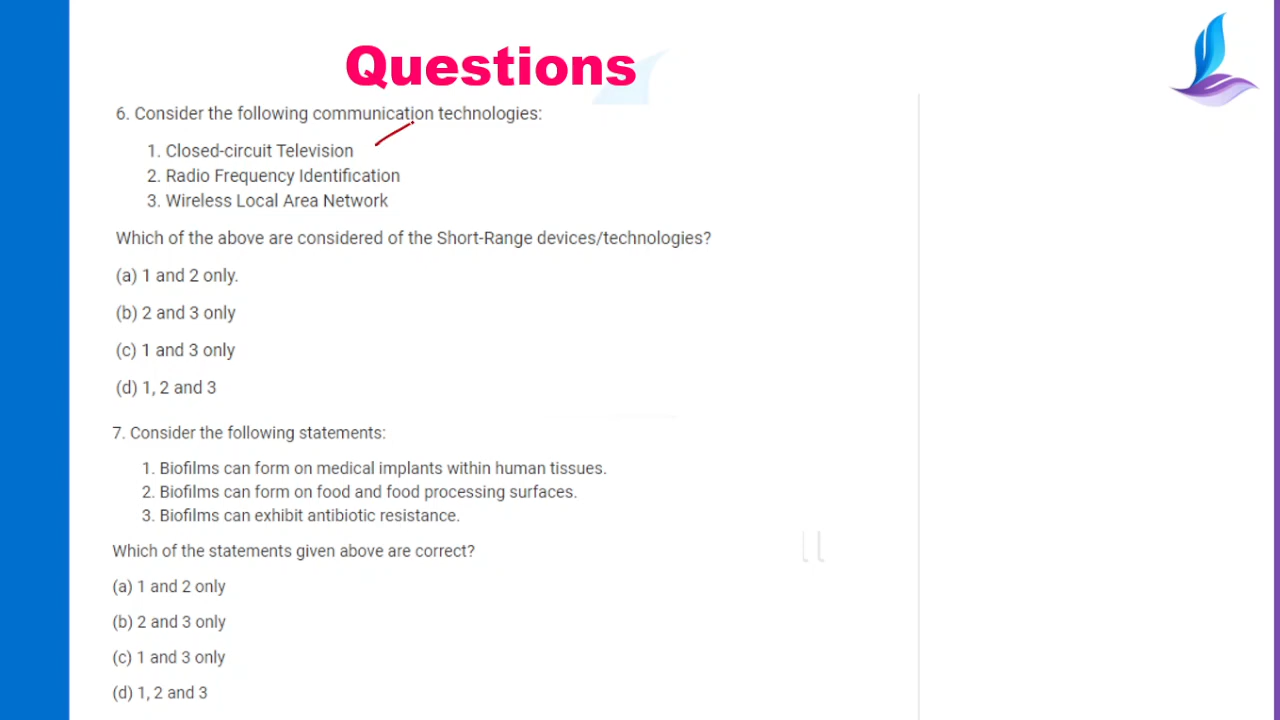 Questions
6. Consider the following communication technologies:
1. Closed-circuit Television
2. Radio Frequency Identification
3. Wireless Local Area Network
Which of the above are considered of the Short-Range devices/technologies?
(a) 1 and 2 only.
(b) 2 and 3 only
(c) 1 and 3 only
(d) 1, 2 and 3
7. Consider the following statements:
1. Biofilms can form on medical implants within human tissues.
2. Biofilms can form on food and food processing surfaces.
3. Biofilms can exhibit antibiotic resistance.
Which of the statements given above are correct?
(a) 1 and 2 only
(b) 2 and 3 only
(c) 1 and 3 only
(d) 1, 2 and 3